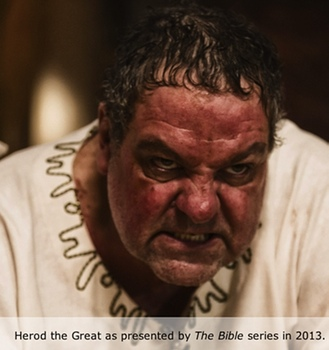 Herod the Great as presented by The Bible series in 2013.